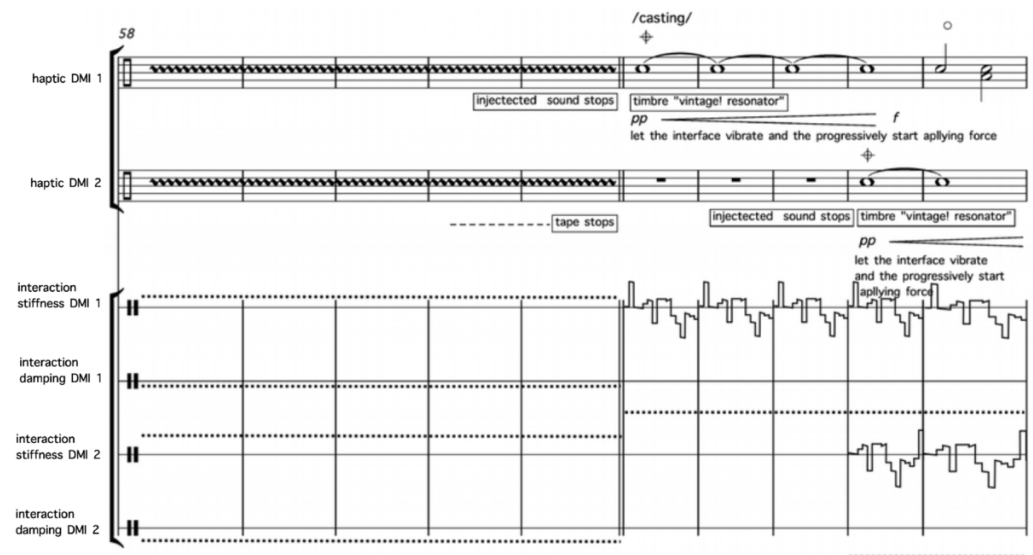 /casting/
58
haptic DMI 1
injectected sound stops
timbre "vintage! resonator"
pp f
let the interface vibrate and the progressively start apllying force
haptic DMI 2
tape stops
injectected sound stops
timbre "vintage! resonator"
pp
let the interface vibrate
and the progressively start
apllying force
interaction
stiffness DMI 1
interaction
damping DMI 1
interaction
stiffness DMI 2
interaction
damping DMI 2